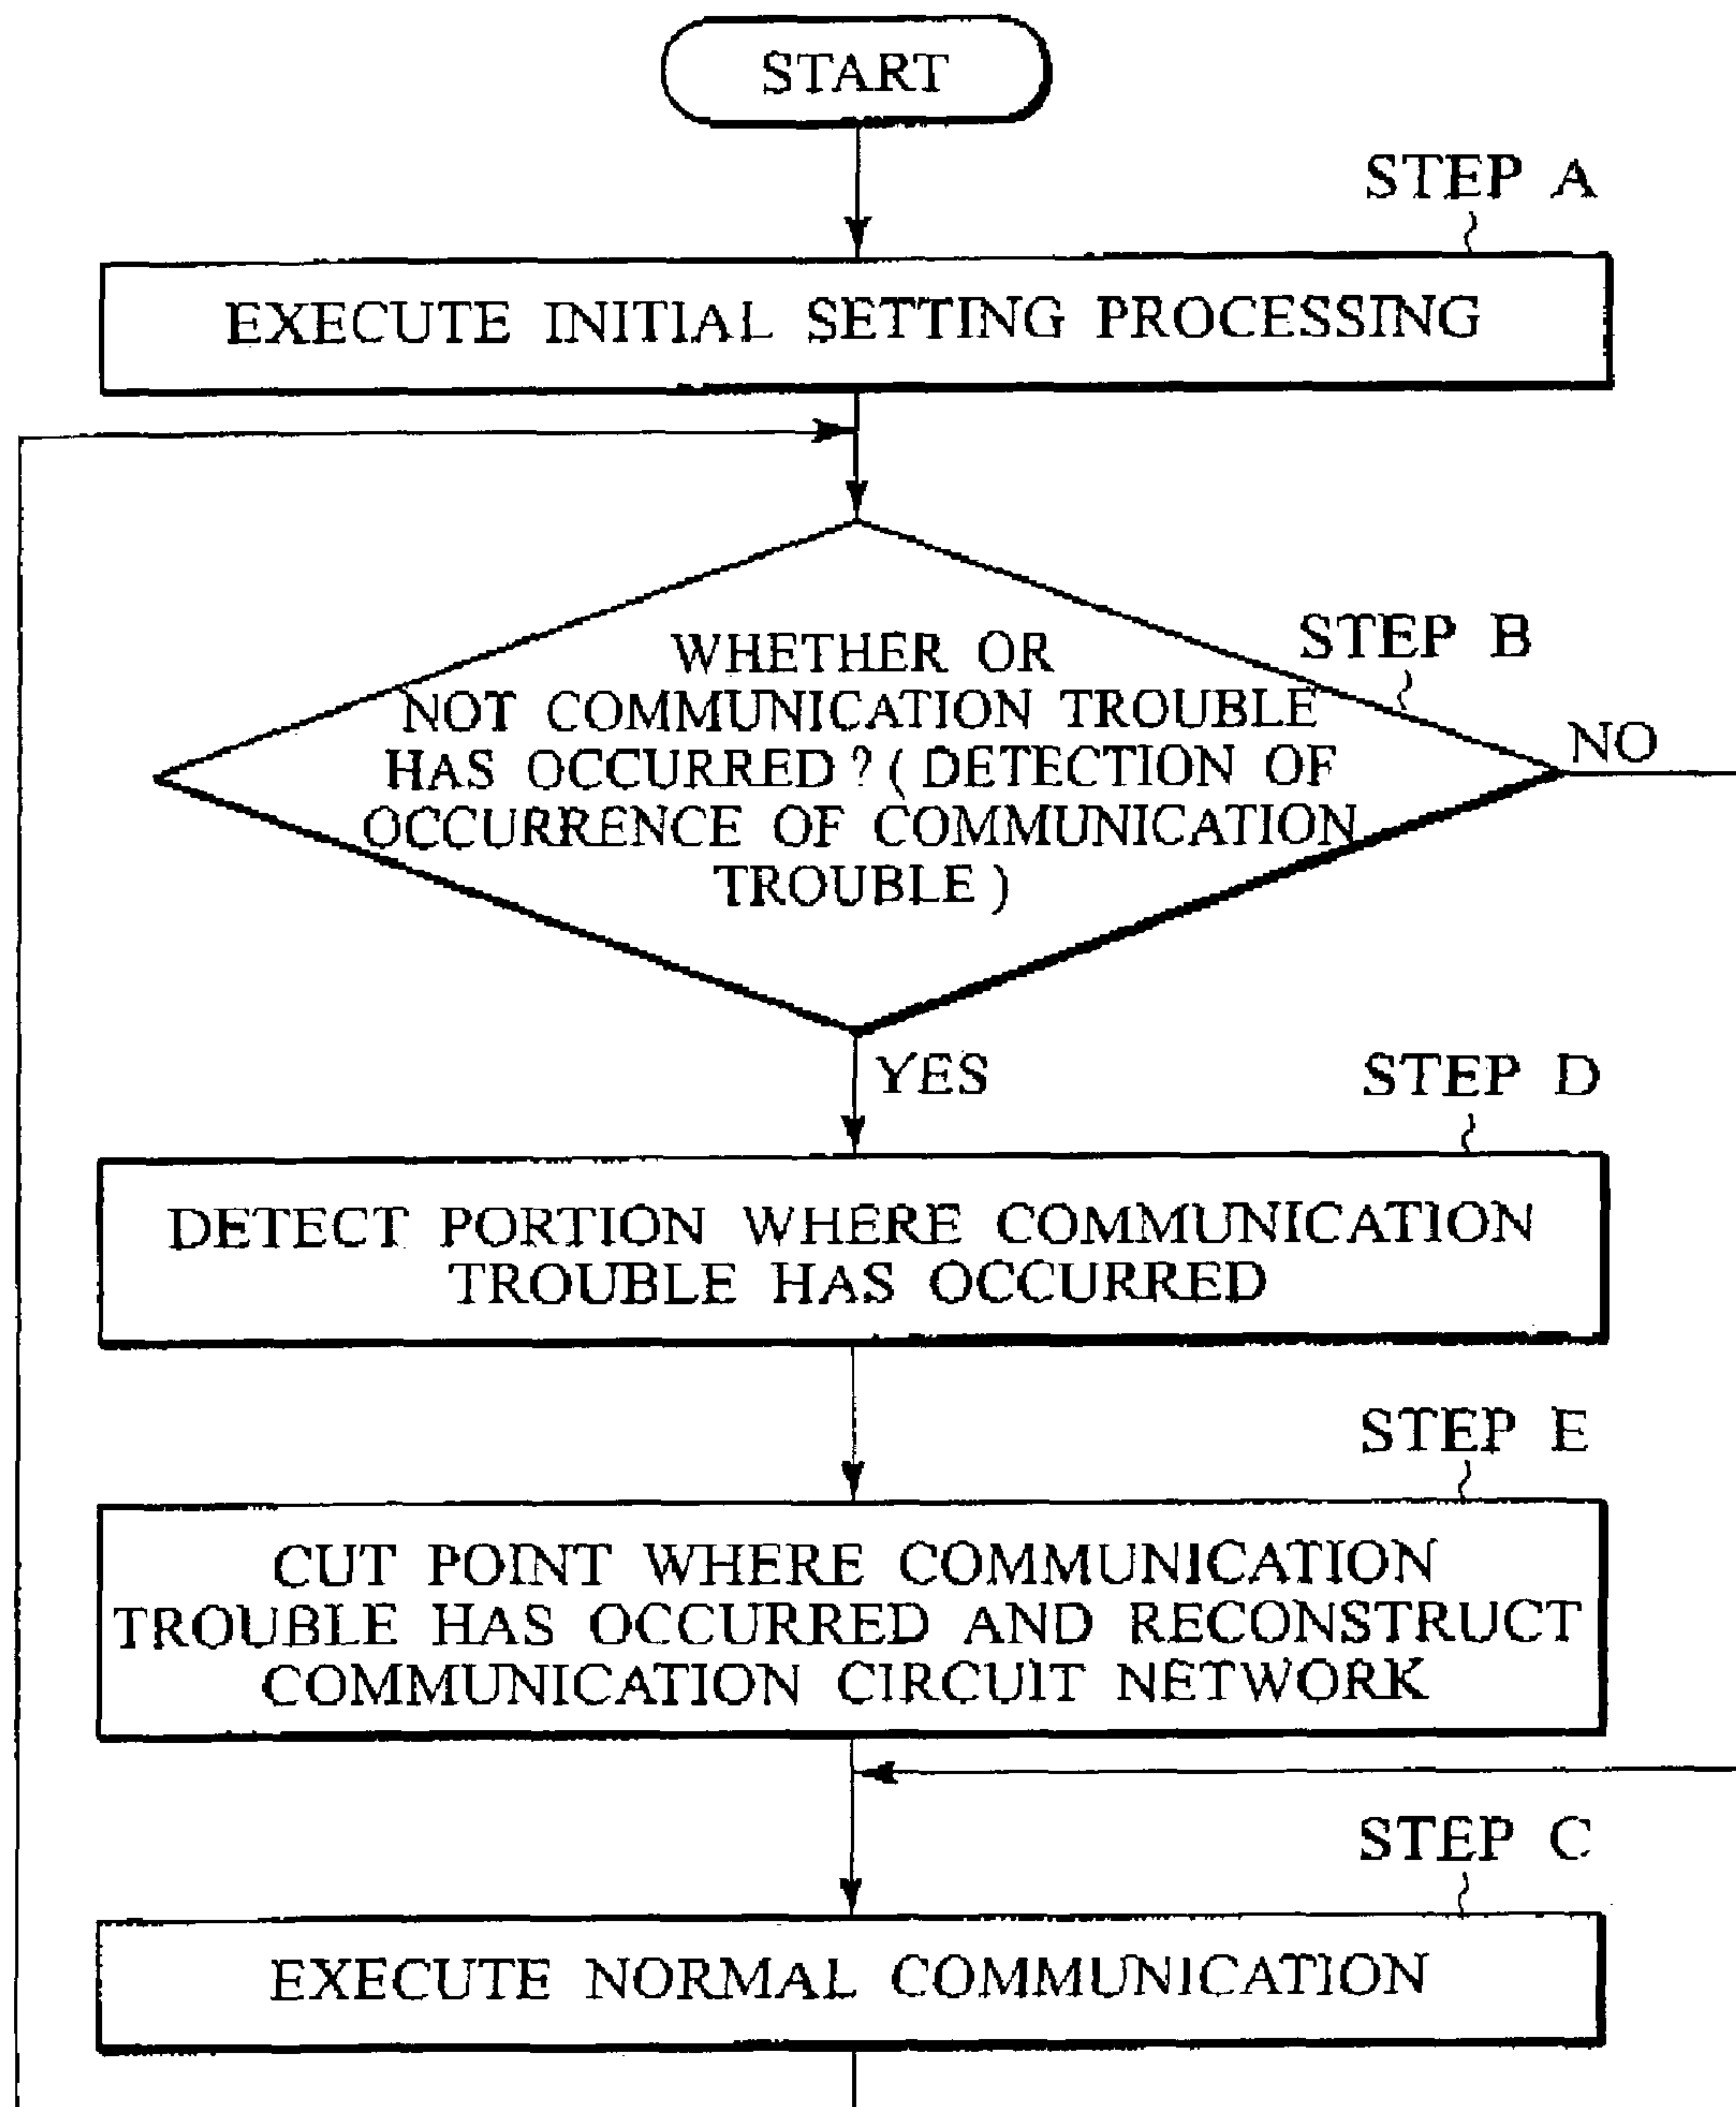 START
STEP A
EXECUTE INITIAL SETTING PROCESSING
STEP B
WHETHER OR
NOT COMMUNICATION TROUBLE
HAS OCCURRED ? ( DETECTION OF
OCCURRENCE OF COMMUNICATION
TROUBLE )
NO
YES
STEP D
DETECT PORTION WHERE COMMUNICATION
TROUBLE HAS OCCURRED
STEP E
CUT POINT WHERE COMMUNICATION
TROUBLE HAS OCCURRED AND RECONSTRUCT
COMMUNICATION CIRCUIT NETWORK
STEP C
EXECUTE NORMAL COMMUNICATION